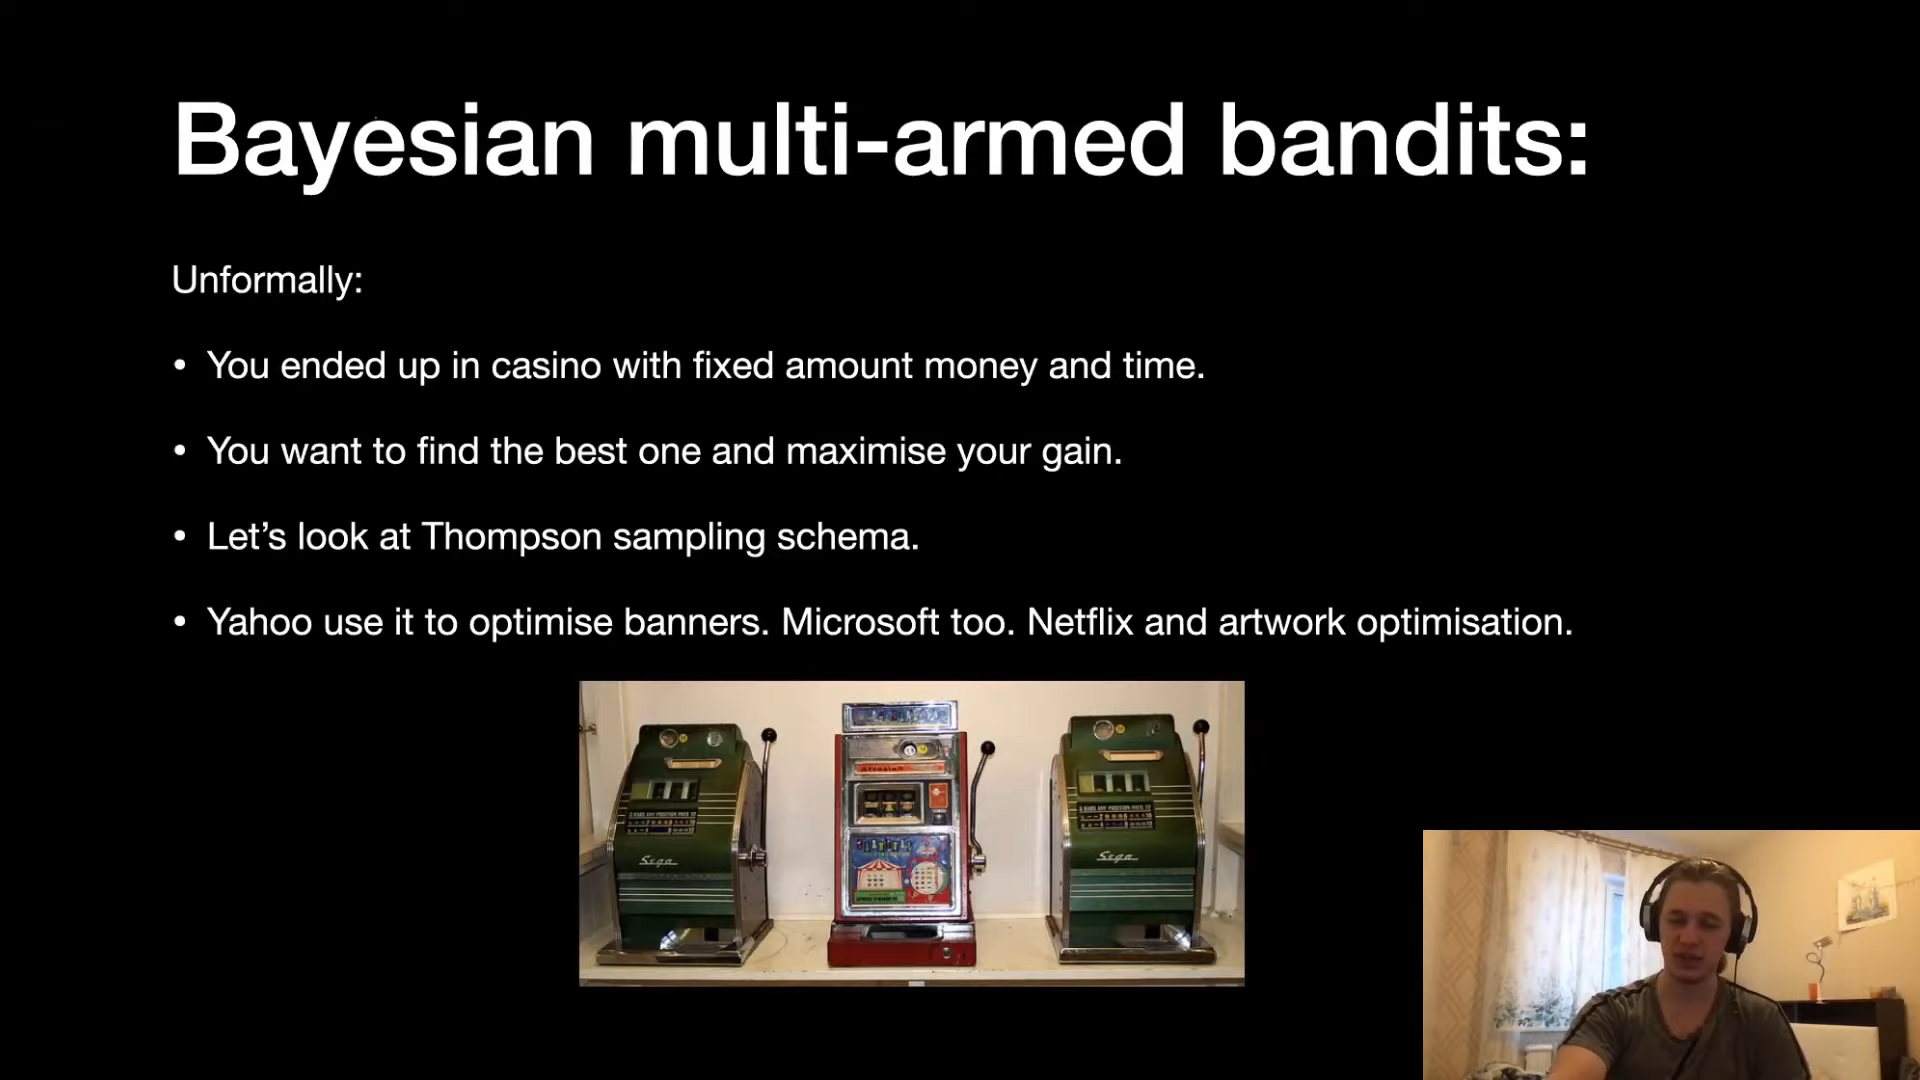 Bayesian multi-armed bandits:
Unformally:
• You ended up in casino with fixed amount money and time.
• You want to find the best one and maximise your gain.
• Let’s look at Thompson sampling schema.
• Yahoo use it to optimise banners. Microsoft too. Netflix and artwork optimisation.
Sega
Sega